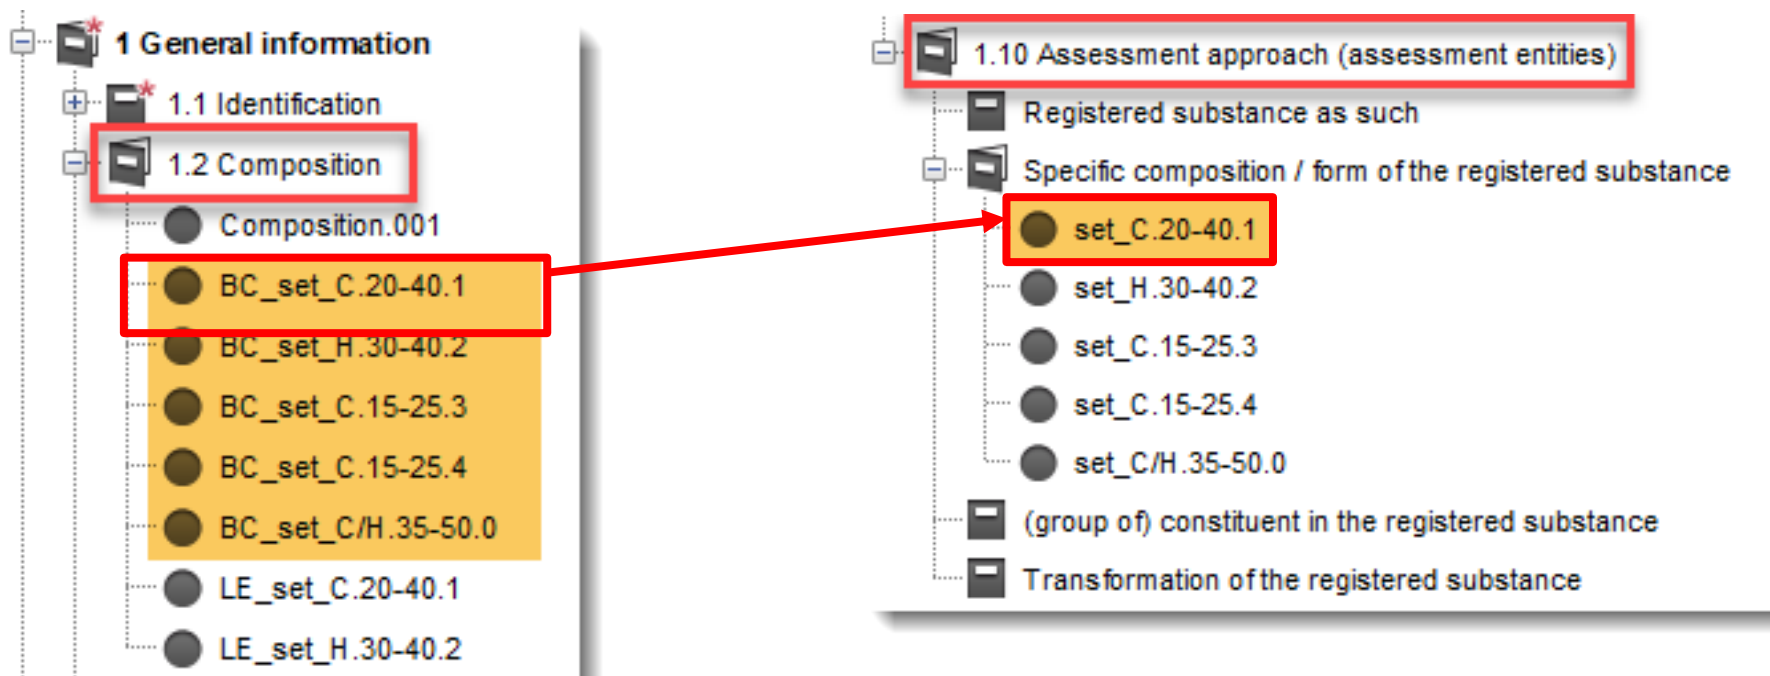 1 General information
1.1 Identification
1.2 Composition
Composition.001
BC_set_C.20-40.1
BC_set_H.30-40.2
BC_set_C.15-25.3
BC_set_C.15-25.4
BC_set_C/H.35-50.0
LE_set_C.20-40.1
LE_set_H.30-40.2
1.10 Assessment approach (assessment entities)
Registered substance as such
Specific composition / form of the registered substance
set_C.20-40.1
set_H.30-40.2
set_C.15-25.3
set_C.15-25.4
set_C/H.35-50.0
(group of) constituent in the registered substance
Transformation of the registered substance